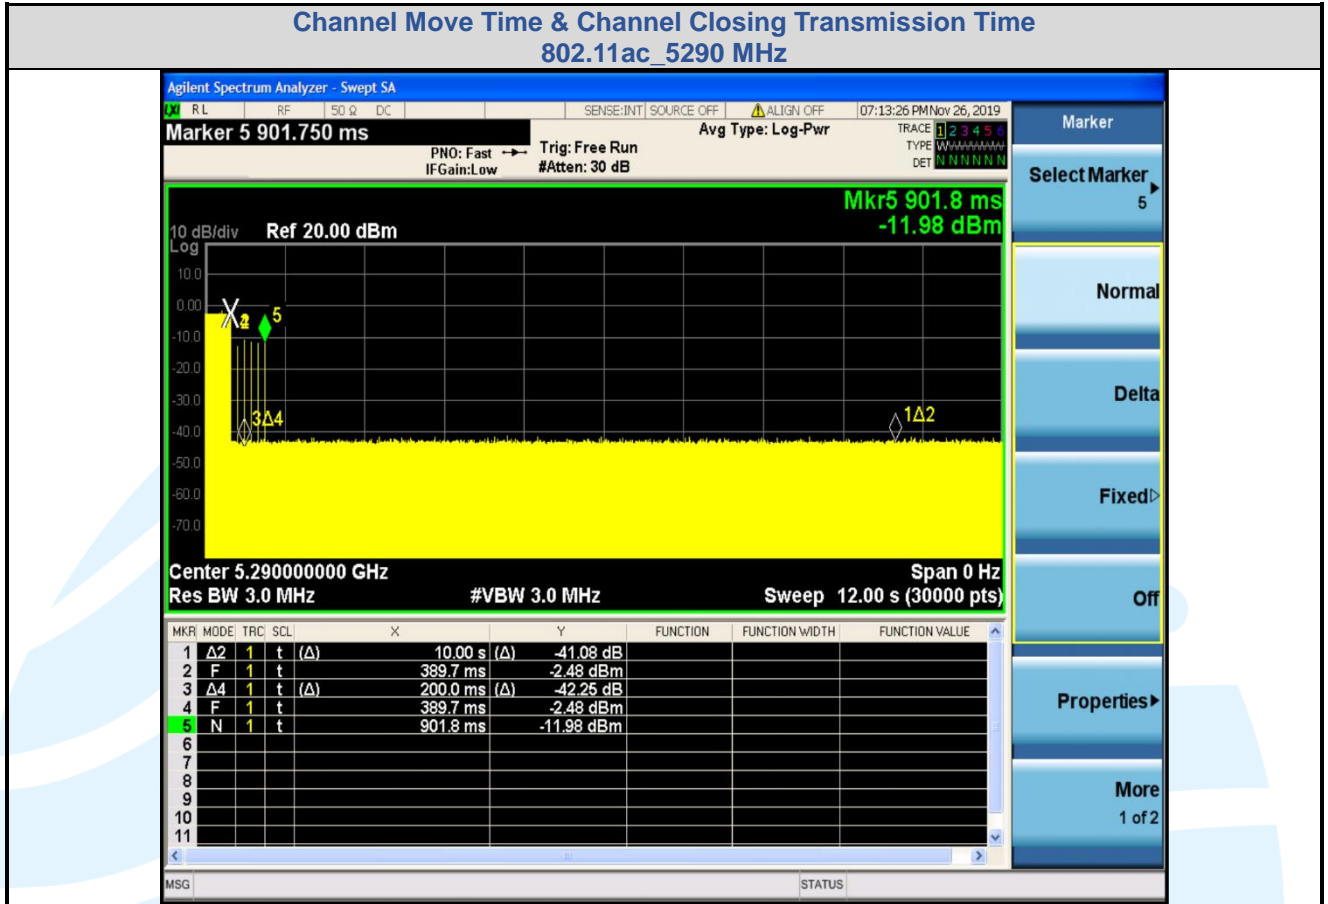 Channel Move Time & Channel Closing Transmission Time
802.11ac_5290 MHz
Agilent Spectrum Analyzer - Swept SA
LXI RL RF 50 Ω DC SENSE:INT SOURCE OFF ALIGN OFF 07:13:26 PM Nov 26, 2019
Marker 5 901.750 ms
PNO: Fast
IFGain:Low
Trig: Free Run
#Atten: 30 dB
Avg Type: Log-Pwr
TRACE 1 2 3 4 5 6
TYPE WWWWWW
DET N N N N N N
Mkr5 901.8 ms
-11.98 dBm
10 dB/div Ref 20.00 dBm
Log
10.0
0.00
-10.0
-20.0
-30.0
-40.0
-50.0
-60.0
-70.0
5
3Δ4
1Δ2
Center 5.290000000 GHz Span 0 Hz
Res BW 3.0 MHz #VBW 3.0 MHz Sweep 12.00 s (30000 pts)
MKR MODE TRC SCL X Y FUNCTION FUNCTION WIDTH FUNCTION VALUE
1 Δ2 1 t (Δ) 10.00 s (Δ) -41.08 dB
2 F 1 t 389.7 ms -2.48 dBm
3 Δ4 1 t (Δ) 200.0 ms (Δ) -42.25 dB
4 F 1 t 389.7 ms -2.48 dBm
5 N 1 t 901.8 ms -11.98 dBm
6
7
8
9
10
11
MSG STATUS
Marker
Select Marker
5
Normal
Delta
Fixed
Off
Properties
More
1 of 2